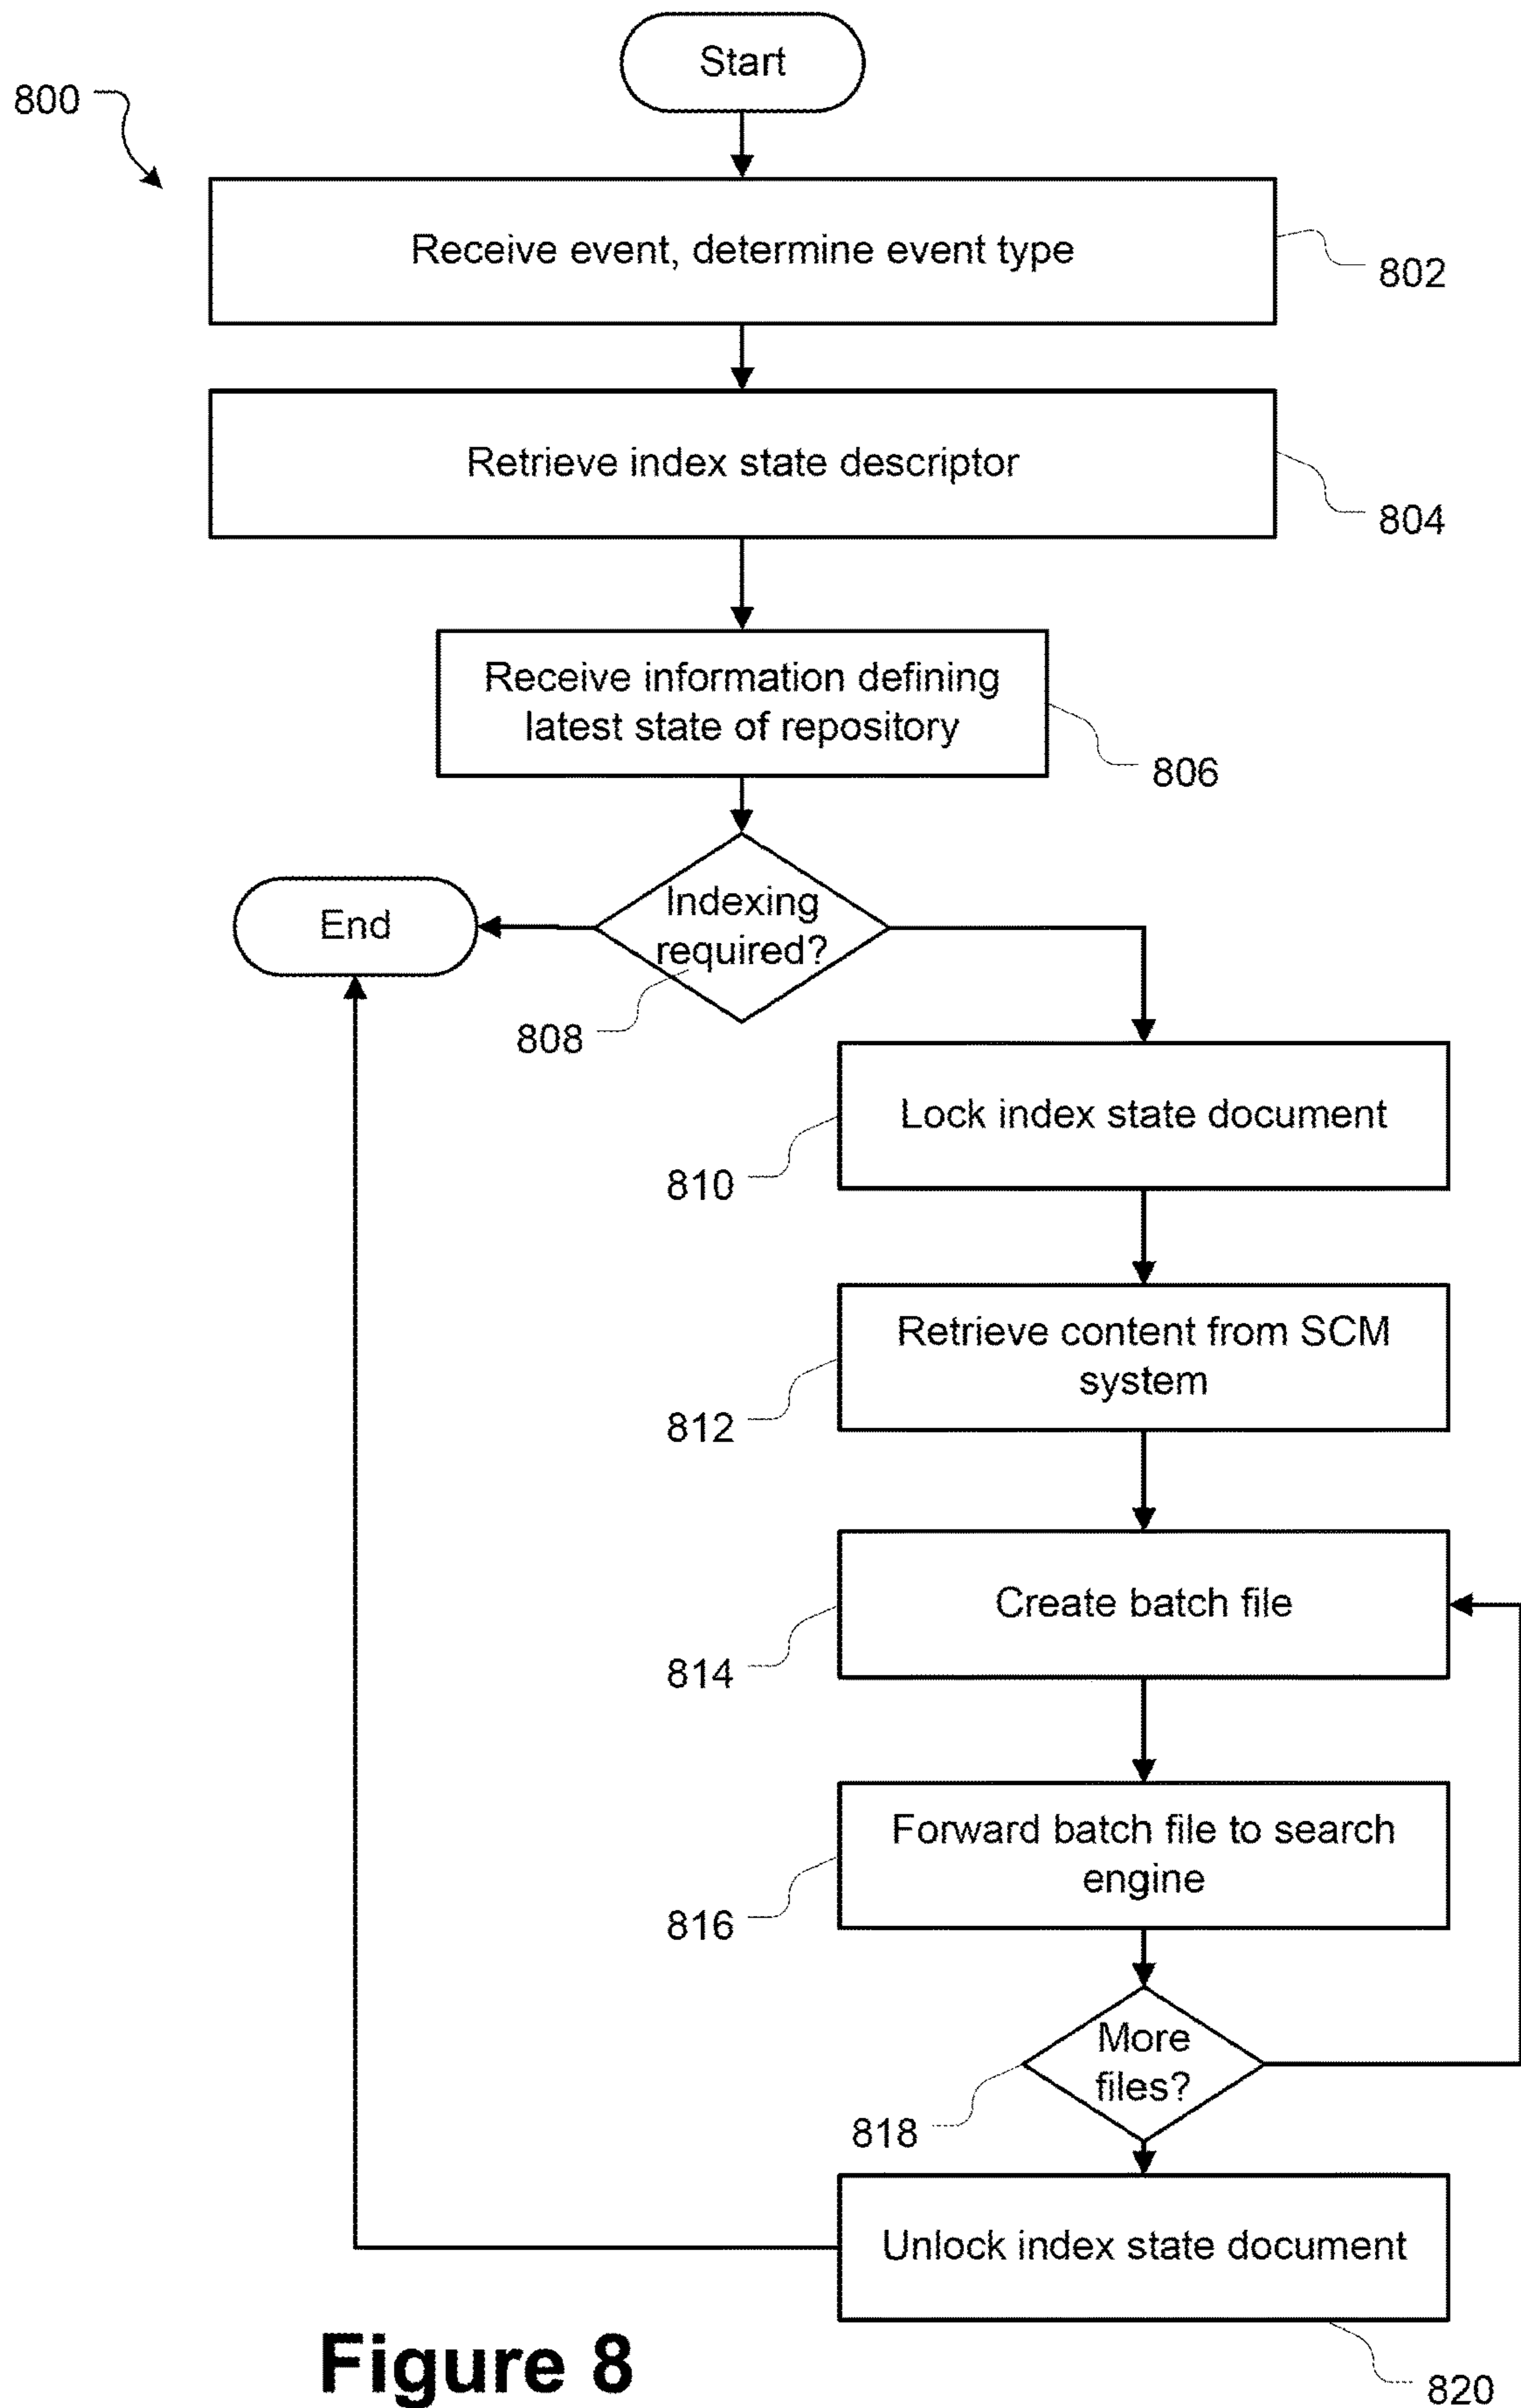 Start
800
Receive event, determine event type
802
Retrieve index state descriptor
804
Receive information defining
latest state of repository
806
Indexing
required?
End
808
Lock index state document
810
Retrieve content from SCM
system
812
Create batch file
814
Forward batch file to search
engine
816
More
files?
818
Unlock index state document
820
Figure 8